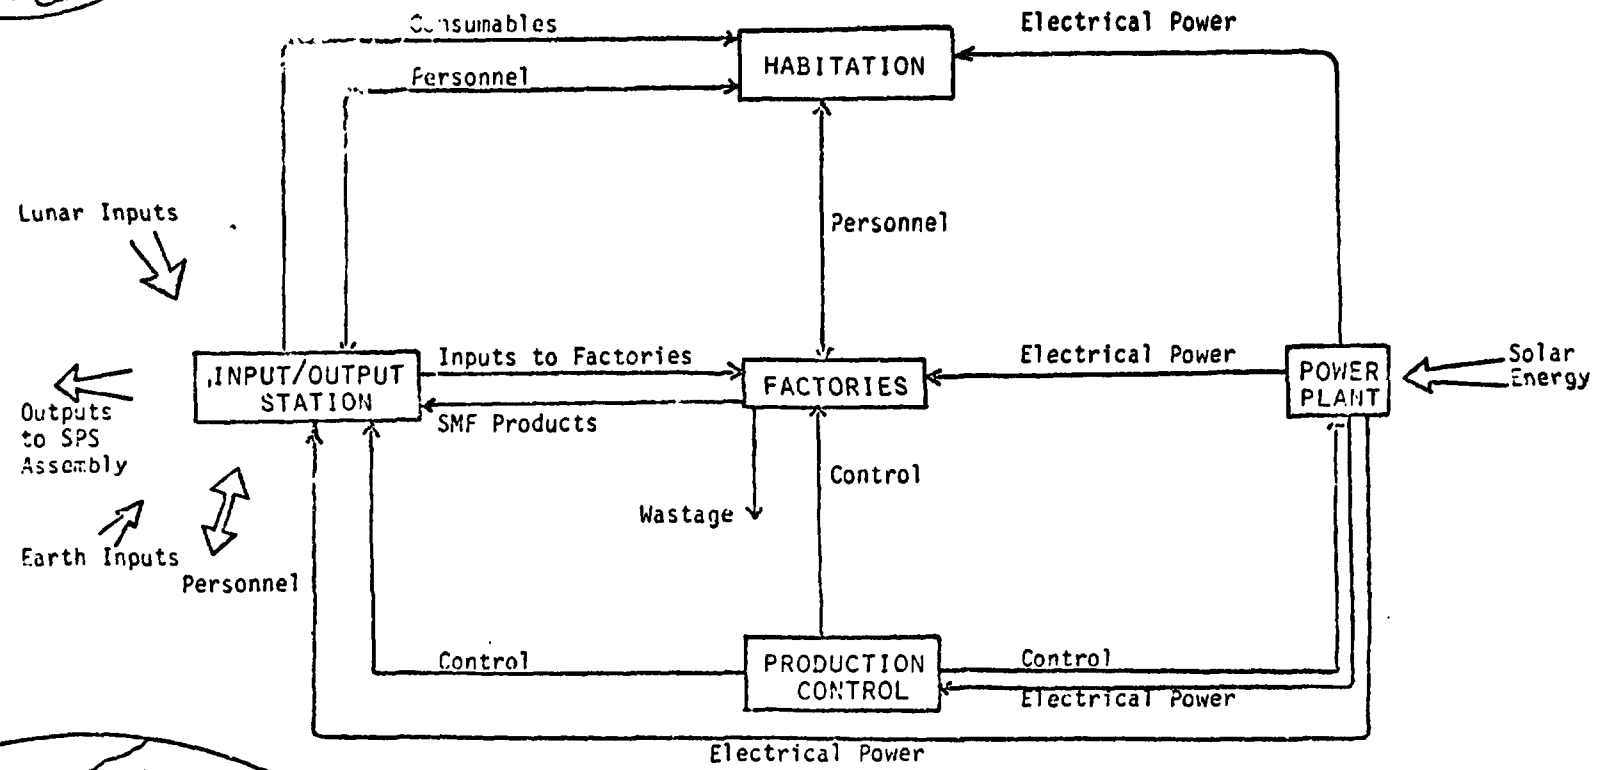 Consumables
Electrical Power
HABITATION
Personnel
Lunar Inputs
Personnel
Inputs to Factories
Electrical Power
Solar
Energy
INPUT/OUTPUT
STATION
FACTORIES
POWER
PLANT
SMF Products
Outputs
to SPS
Assembly
Control
Wastage
Earth Inputs
Personnel
Control
PRODUCTION
CONTROL
Control
Electrical Power
Electrical Power